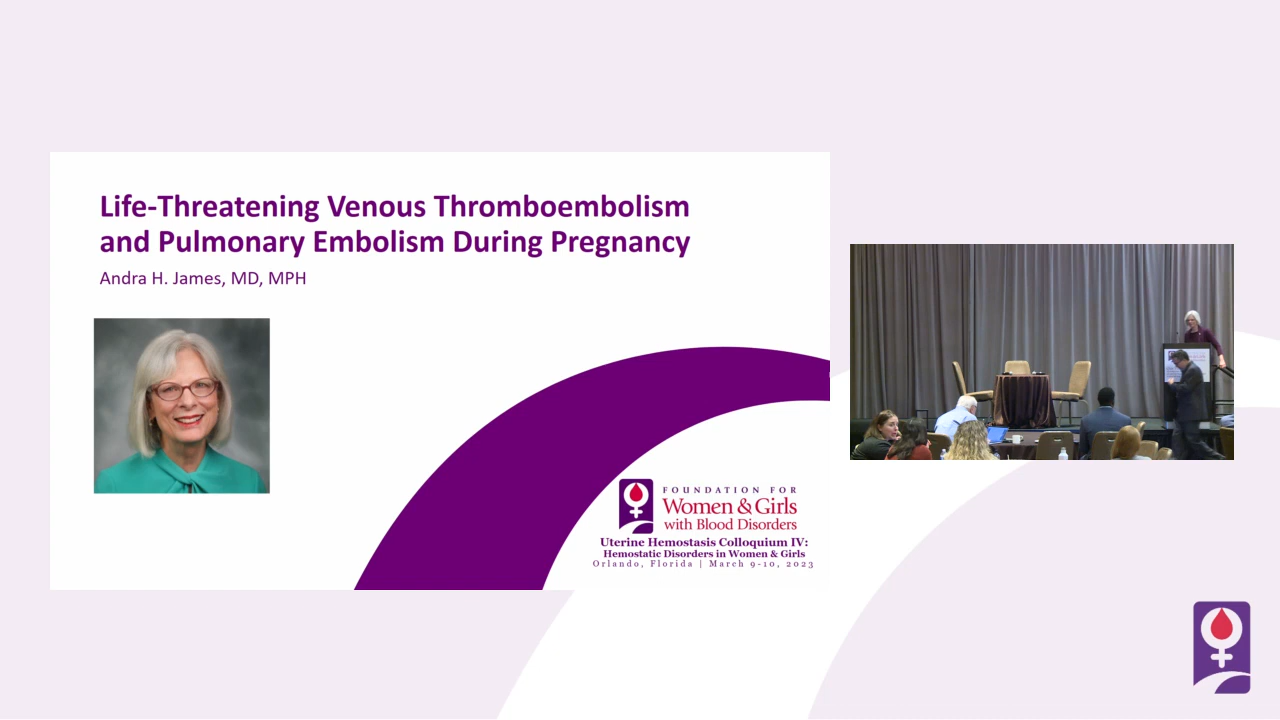 Life-Threatening Venous Thromboembolism
and Pulmonary Embolism During Pregnancy
Andra H. James, MD, MPH
FOUNDATION FOR
Women & Girls
with Blood Disorders
Uterine Hemostasis Colloquium IV:
Hemostatic Disorders in Women & Girls
Orlando, Florida | March 9-10, 2023